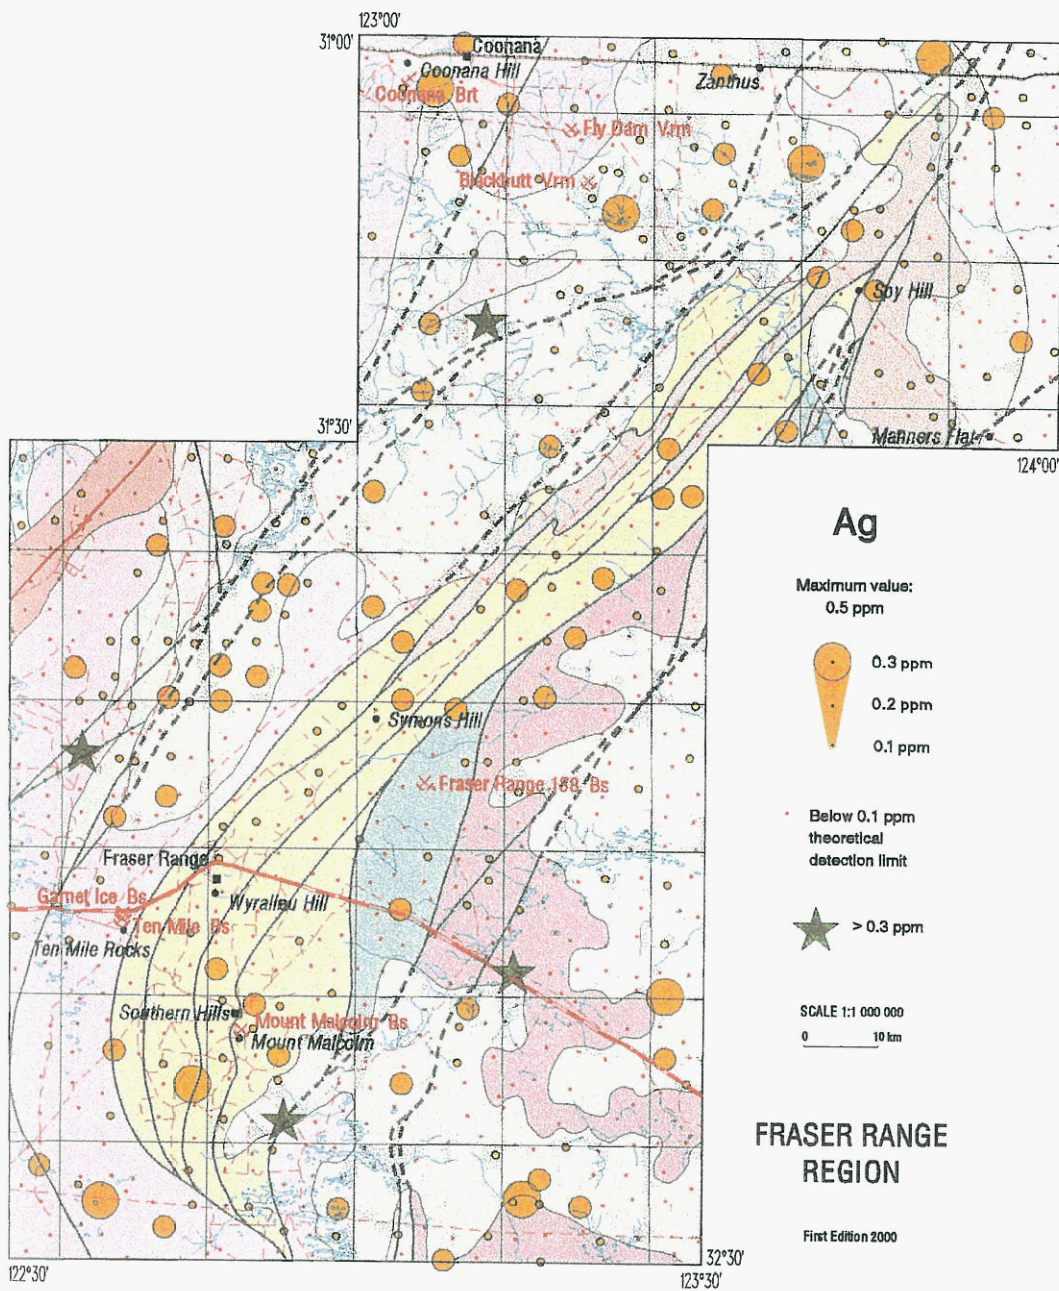 123°00'
31°00'
Coonana
Coonana Hill
Zanthus
Coonana Brt
Fly Dam Vrm
Blackbutt Vrm
Spy Hill
31°30'
Manners Flat
124°00'
Ag
Maximum value:
0.5 ppm
0.3 ppm
0.2 ppm
0.1 ppm
Symons Hill
Fraser Range 188 Bs
Below 0.1 ppm
theoretical
detection limit
Fraser Range
Garnet Ice Bs
Wyralleu Hill
Ten Mile Bs
Ten Mile Rocks
> 0.3 ppm
Southern Hills
Mount Malcolm Bs
Mount Malcolm
SCALE 1:1 000 000
0 10 km
FRASER RANGE
REGION
First Edition 2000
32°30'
122°30'
123°30'